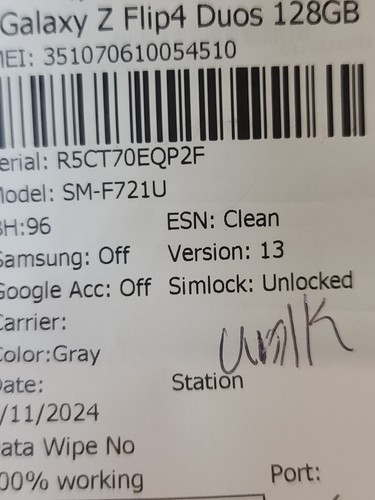 Galaxy Z Flip4 Duos 128GB
MEI: 351070610054510
erial: R5CT70EQP2F
Model: SM-F721U
BH:96 ESN: Clean
Samsung: Off Version: 13
Google Acc: Off Simlock: Unlocked
Carrier:
Color:Gray
Date: Station
/11/2024
ata Wipe No
00% working Port: